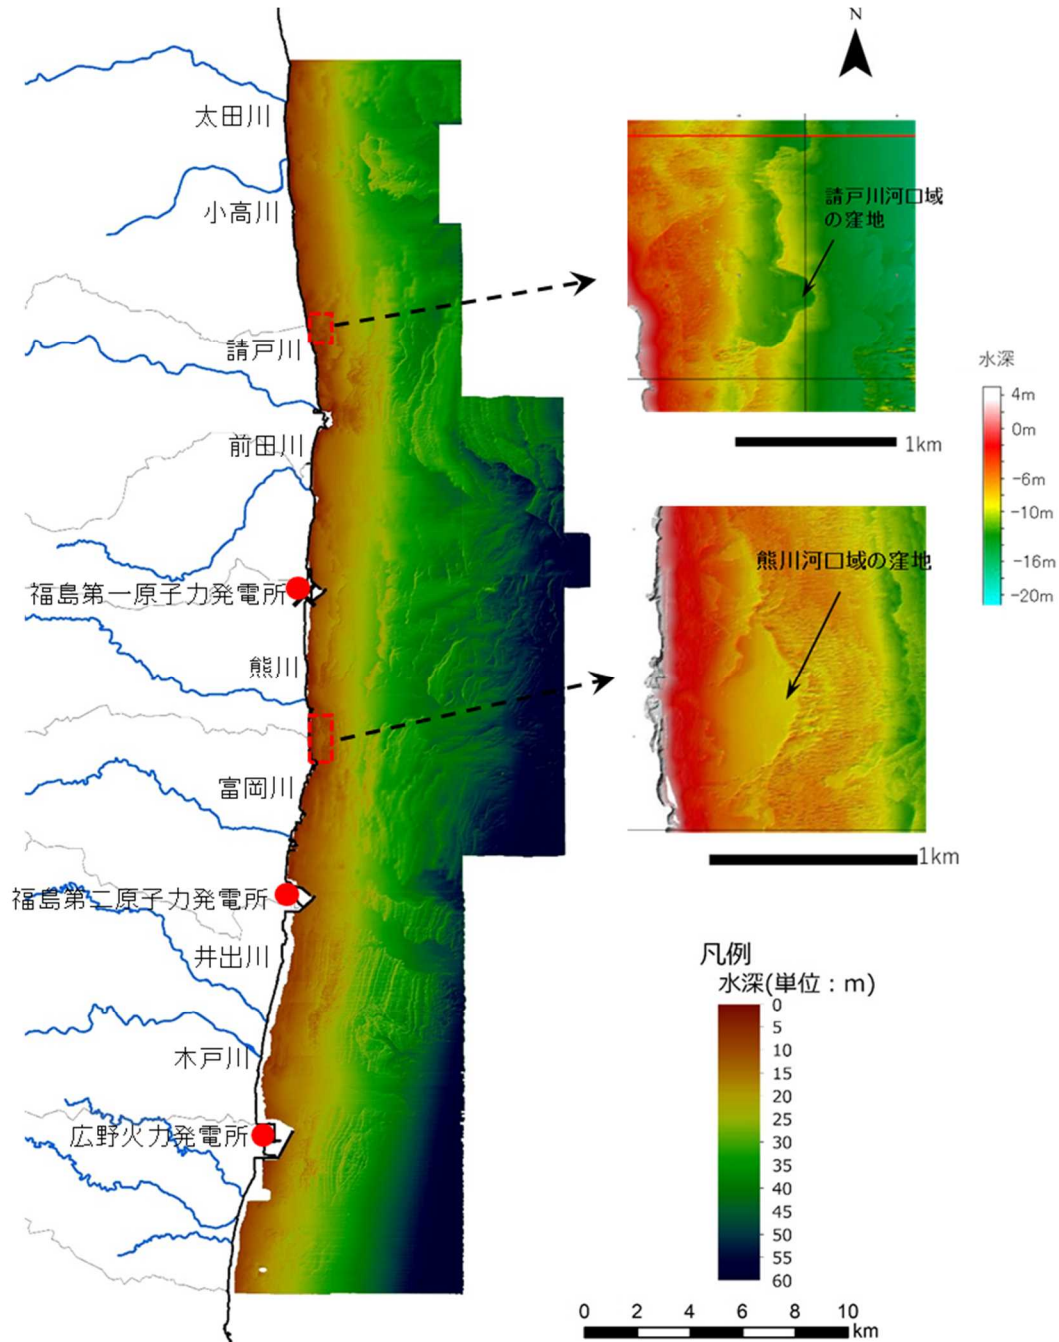 N
太田川
小高川
請戸川
前田川
福島第一原子力発電所
熊川
富岡川
福島第二原子力発電所
井出川
木戸川
広野火力発電所
請戸川河口域
の窪地
1km
熊川河口域の窪地
1km
水深
4m
0m
-6m
-10m
-16m
-20m
凡例
水深(単位：m)
0
5
10
15
20
25
30
35
40
45
50
55
60
0 2 4 6 8 10
km